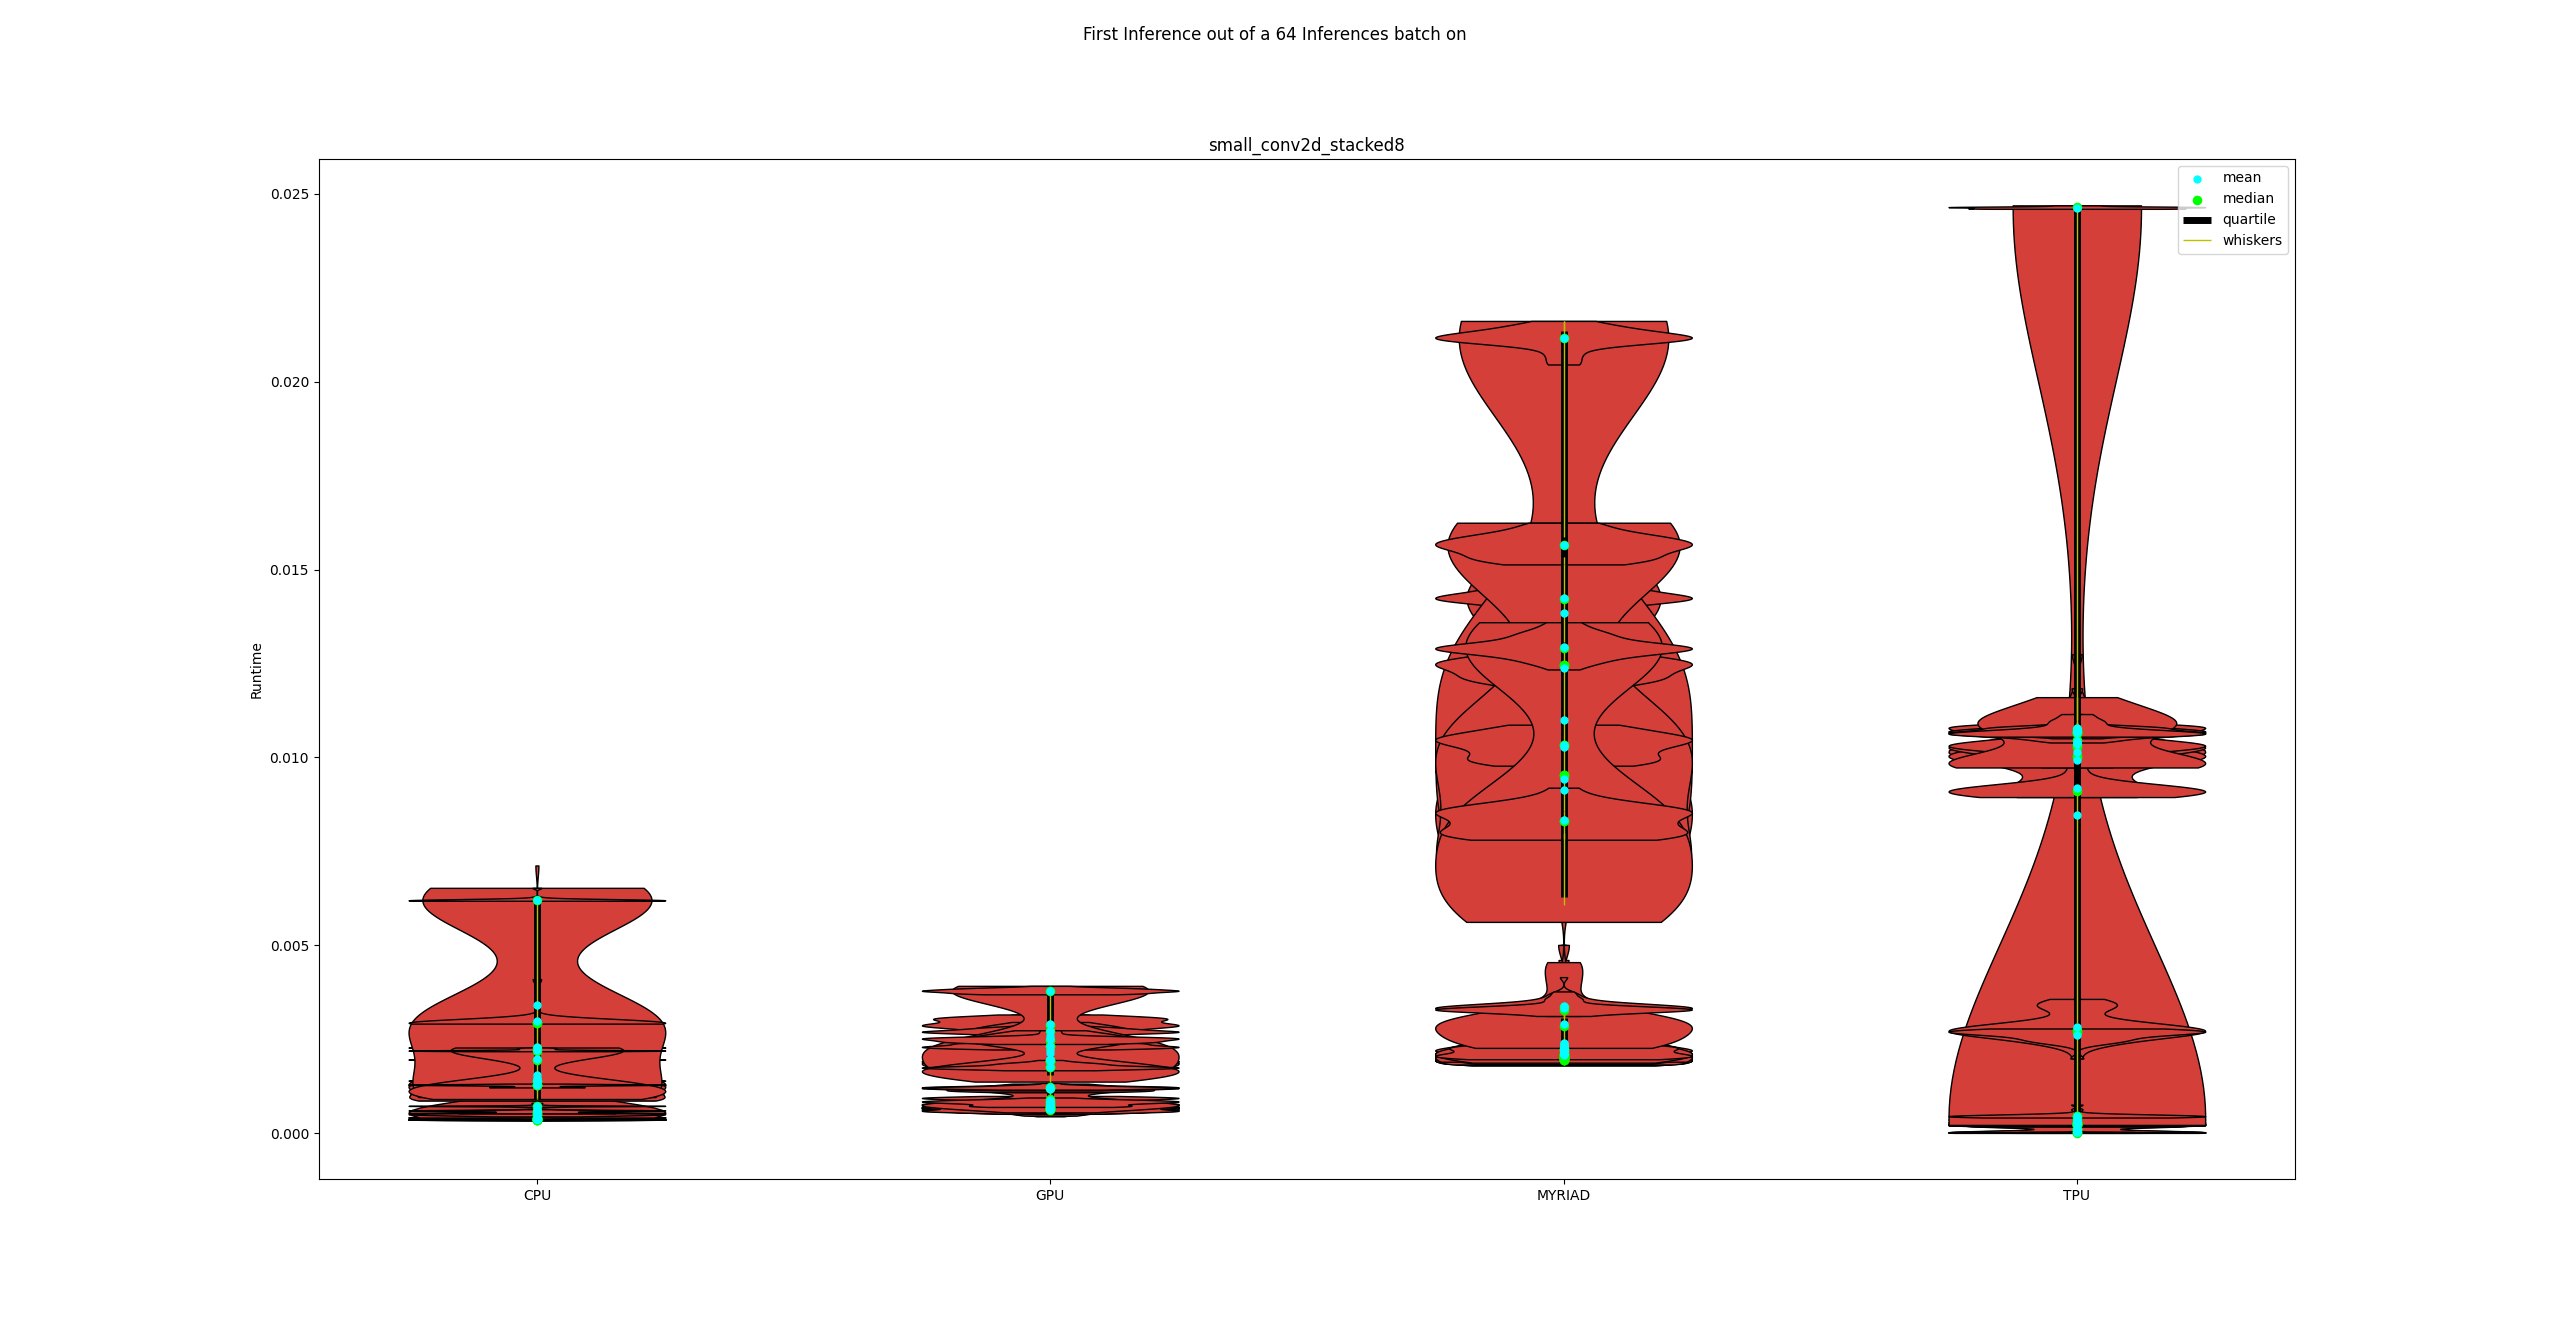 First Inference out of a 64 Inferences batch on
small_conv2d_stacked8
mean
median
quartile
whiskers
0.025
0.020
0.015
0.010
0.005
0.000
Runtime
CPU
GPU
MYRIAD
TPU